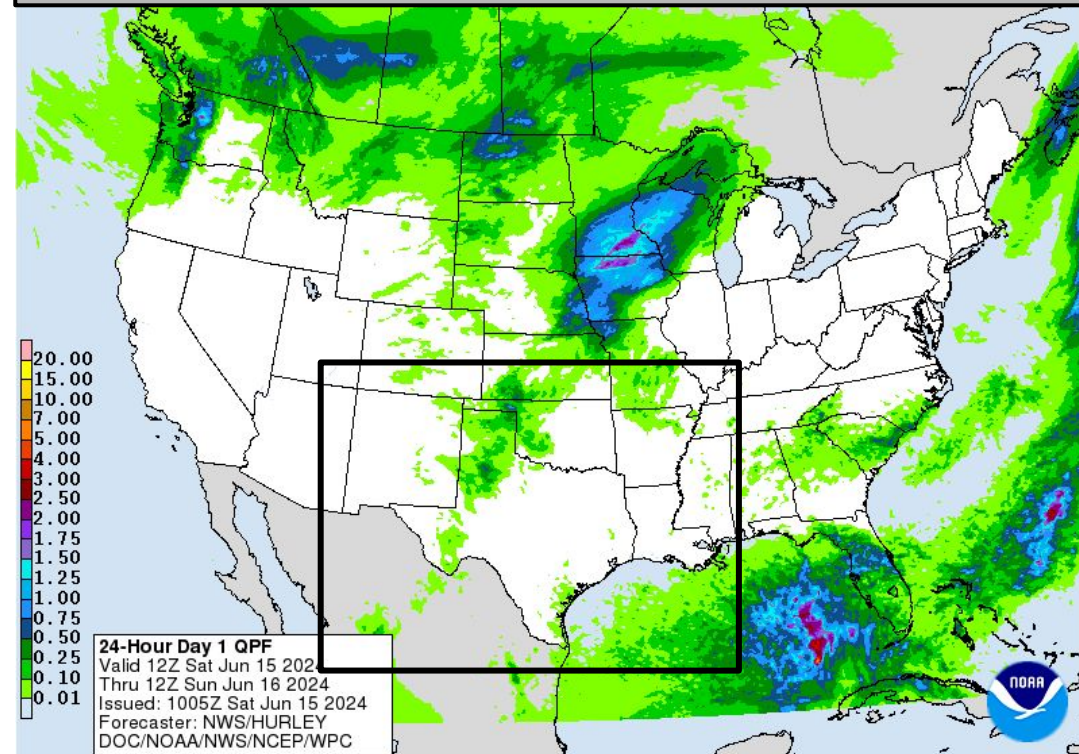 20.00
15.00
10.00
7.00
5.00
4.00
3.00
2.50
2.00
1.75
1.50
1.25
1.00
0.75
0.50
0.25
0.10
0.01
24-Hour Day 1 QPF
Valid 12Z Sat Jun 15 2024
Thru 12Z Sun Jun 16 2024
Issued: 1005Z Sat Jun 15 2024
Forecaster: NWS/HURLEY
DOC/NOAA/NWS/NCEP/WPC
NOAA